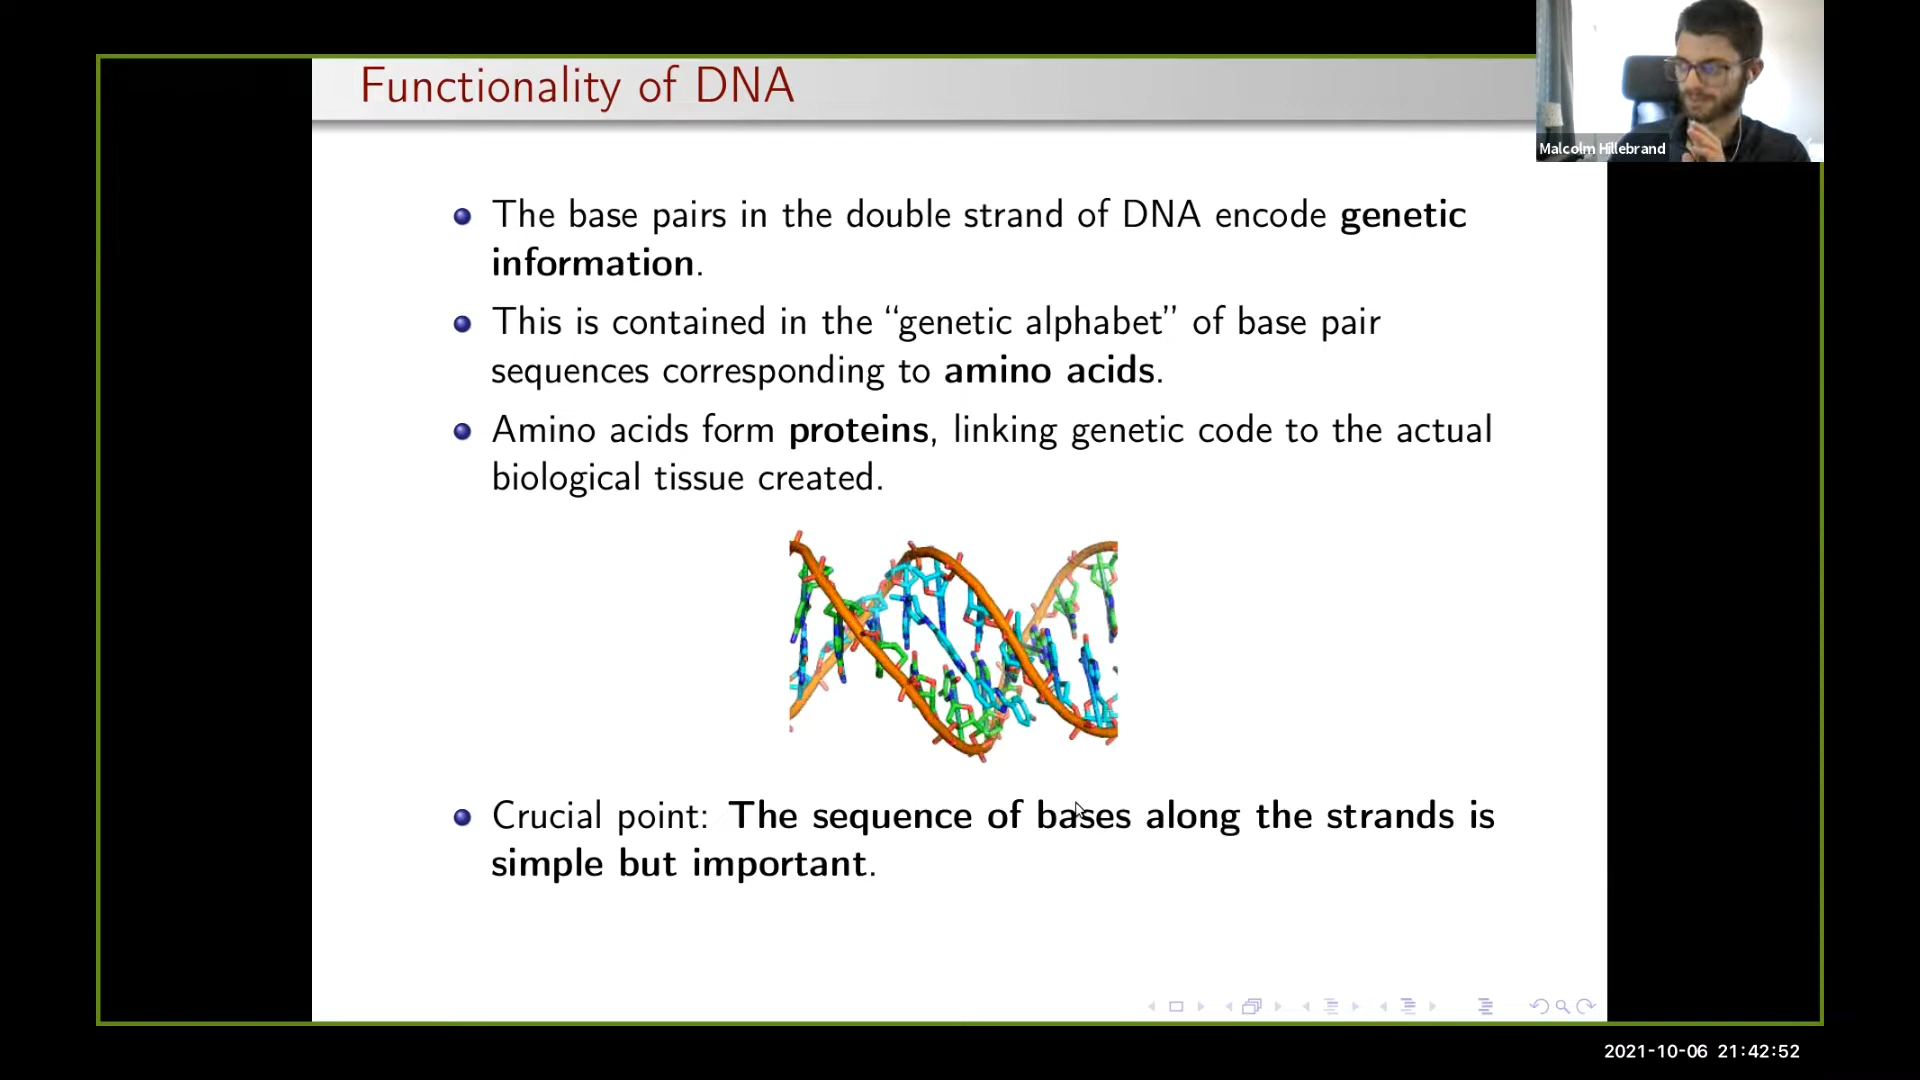 Functionality of DNA
Malcolm Hillebrand
The base pairs in the double strand of DNA encode genetic
information.
This is contained in the “genetic alphabet” of base pair
sequences corresponding to amino acids.
Amino acids form proteins, linking genetic code to the actual
biological tissue created.
Crucial point: The sequence of bases along the strands is
simple but important.
2021-10-06 21:42:52